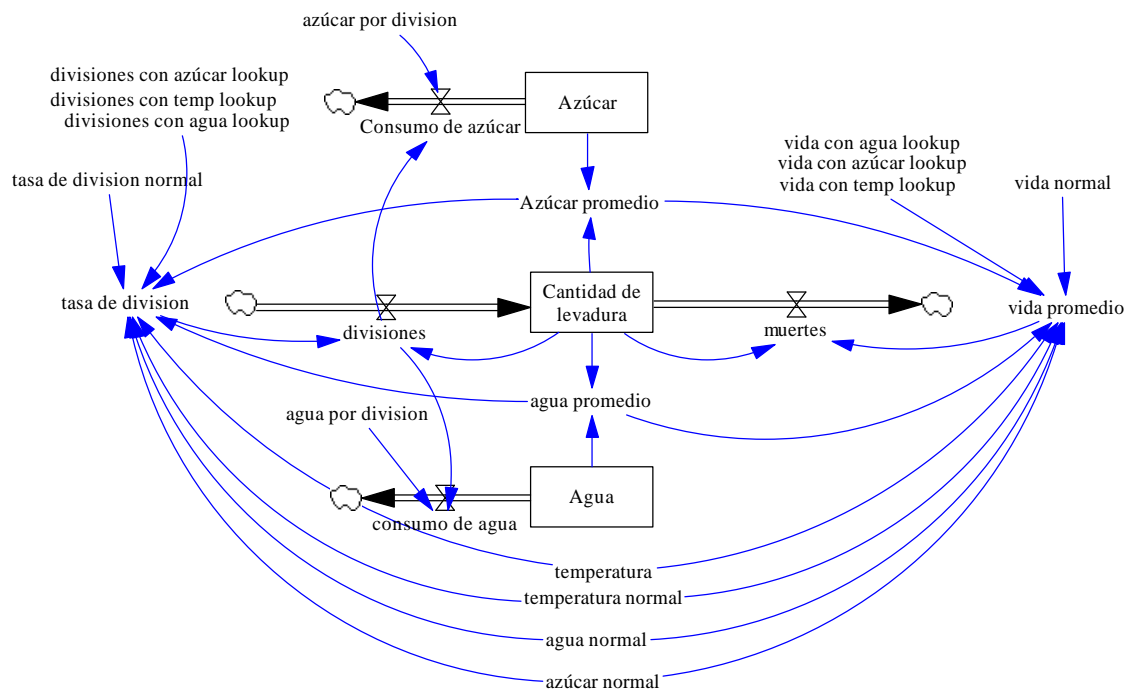 azúcar por division
divisiones con azúcar lookup
divisiones con temp lookup
divisiones con agua lookup
Azúcar
Consumo de azúcar
vida con agua lookup
vida con azúcar lookup
vida con temp lookup
tasa de division normal
vida normal
Azúcar promedio
tasa de division
Cantidad de
levadura
vida promedio
divisiones
muertes
agua promedio
agua por division
Agua
consumo de agua
temperatura
temperatura normal
agua normal
azúcar normal